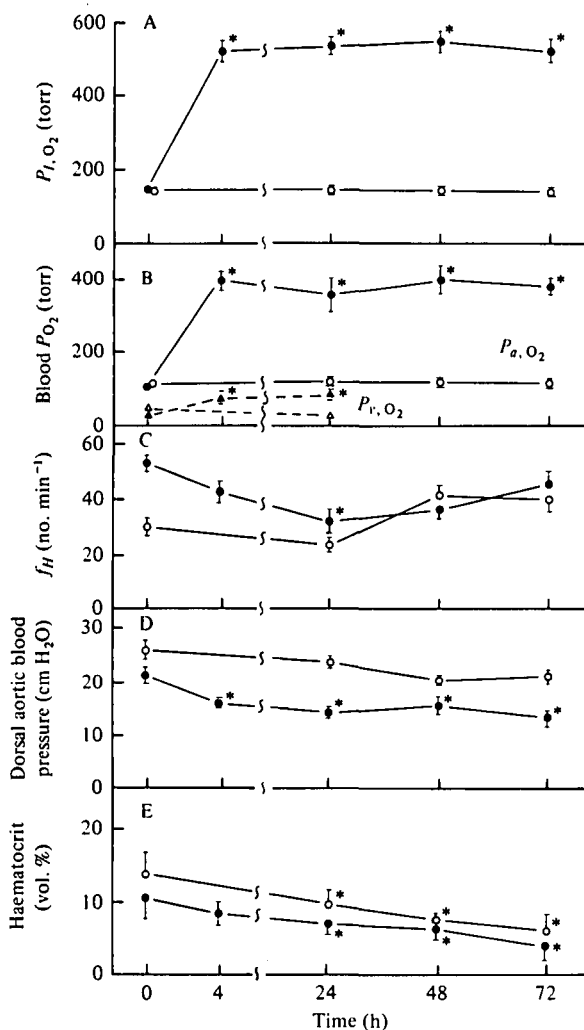 A
600
400
200
0
P_I,O₂ (torr)
* * * *
B
400
200
0
Blood P_O₂ (torr)
* * * *
P_a,O₂
* *
P_v,O₂
C
60
40
20
0
f_H (no. min⁻¹)
*
D
30
20
10
0
Dorsal aortic blood
pressure (cm H₂O)
* * * *
E
20
10
0
Haematocrit
(vol. %)
* * *
* * *
0 4 24 48 72
Time (h)